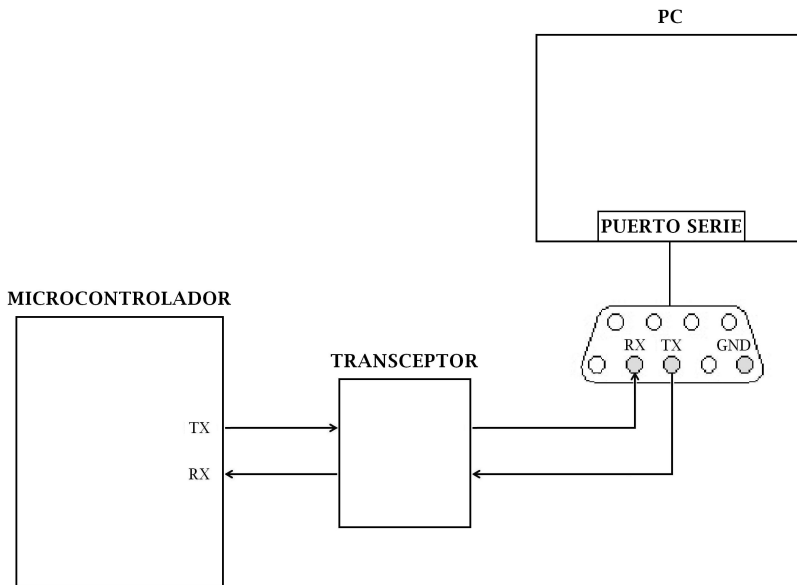 PC
PUERTO SERIE
MICROCONTROLADOR
RX TX GND
TRANSCEPTOR
TX
RX